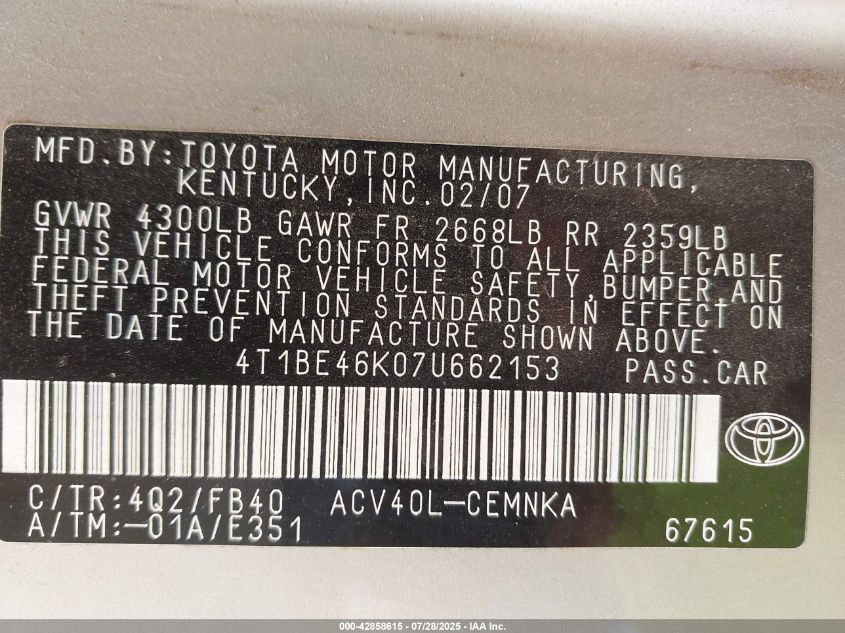 MFD.BY:TOYOTA MOTOR MANUFACTURING,
KENTUCKY,INC.02/07
GVWR 4300LB GAWR FR 2668LB RR 2359LB
THIS VEHICLE CONFORMS TO ALL APPLICABLE
FEDERAL MOTOR VEHICLE SAFETY,BUMPER,AND
THEFT PREVENTION STANDARDS IN EFFECT ON
THE DATE OF MANUFACTURE SHOWN ABOVE.
4T1BE46K07U662153 PASS.CAR
C/TR:4Q2/FB40 ACV40L-CEMNKA
A/TM:-01A/E351 67615
000-42858615 | 07/28/2025 | IAA Inc.